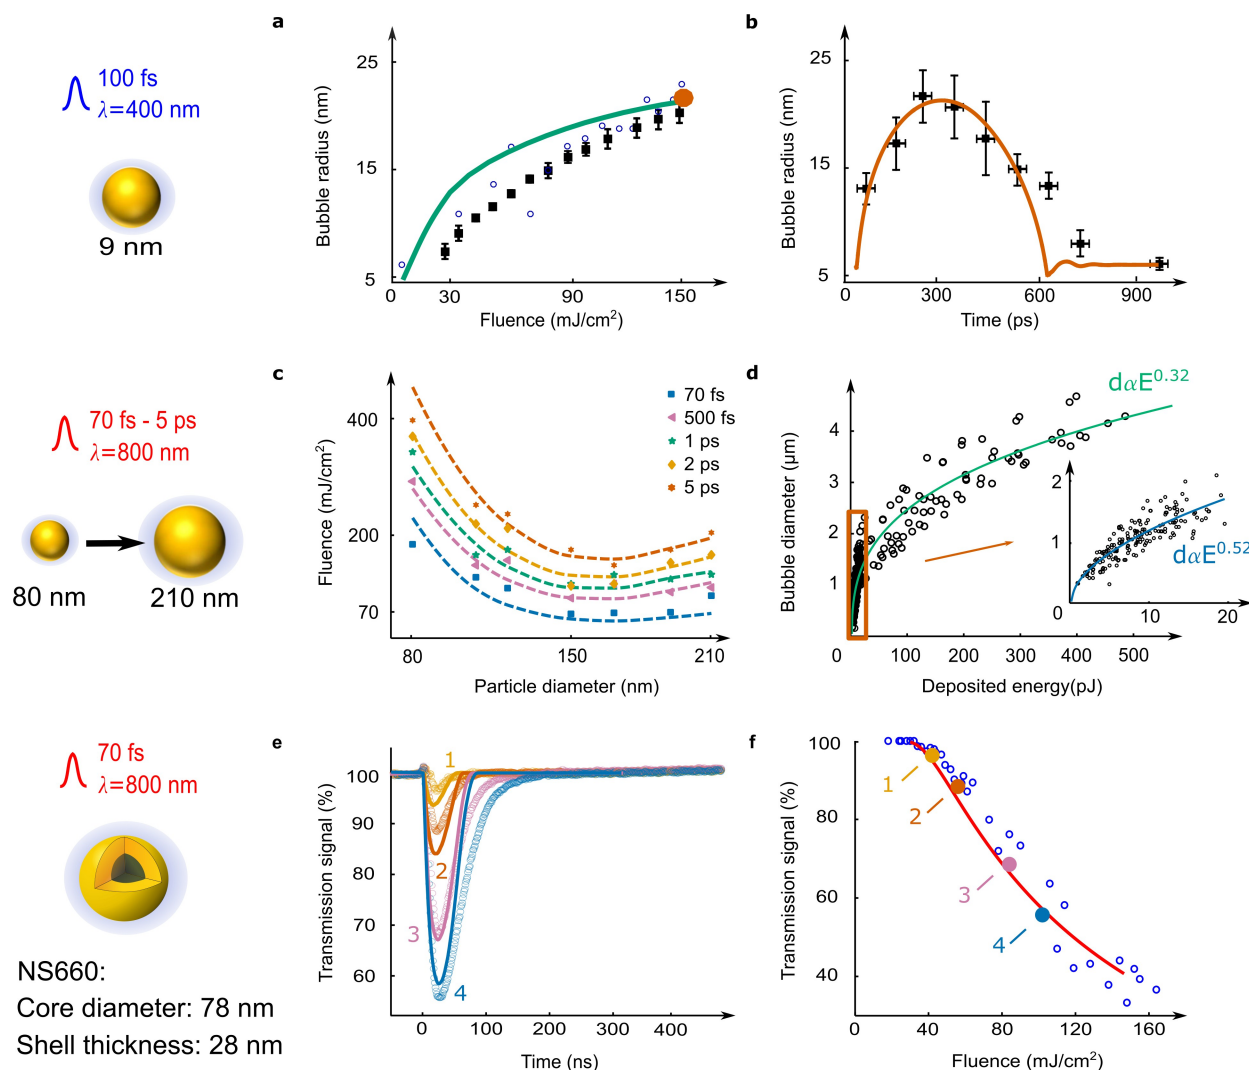 a
100 fs
λ=400 nm
9 nm
Bubble radius (nm)
25
15
5
0
30
90
150
Fluence (mJ/cm²)
b
Bubble radius (nm)
25
15
5
0
300
600
900
Time (ps)
70 fs - 5 ps
λ=800 nm
80 nm
210 nm
c
Fluence (mJ/cm²)
400
200
70
80
150
210
Particle diameter (nm)
70 fs
500 fs
1 ps
2 ps
5 ps
d
Bubble diameter (μm)
4
3
2
1
0
100
200
300
400
500
Deposited energy(pJ)
dαE^0.32
2
1
0
0
10
20
dαE^0.52
70 fs
λ=800 nm
NS660:
Core diameter: 78 nm
Shell thickness: 28 nm
e
Transmission signal (%)
100
90
80
70
60
0
100
200
300
400
Time (ns)
1
2
3
4
f
Transmission signal (%)
100
80
60
40
0
40
80
120
160
Fluence (mJ/cm²)
1
2
3
4